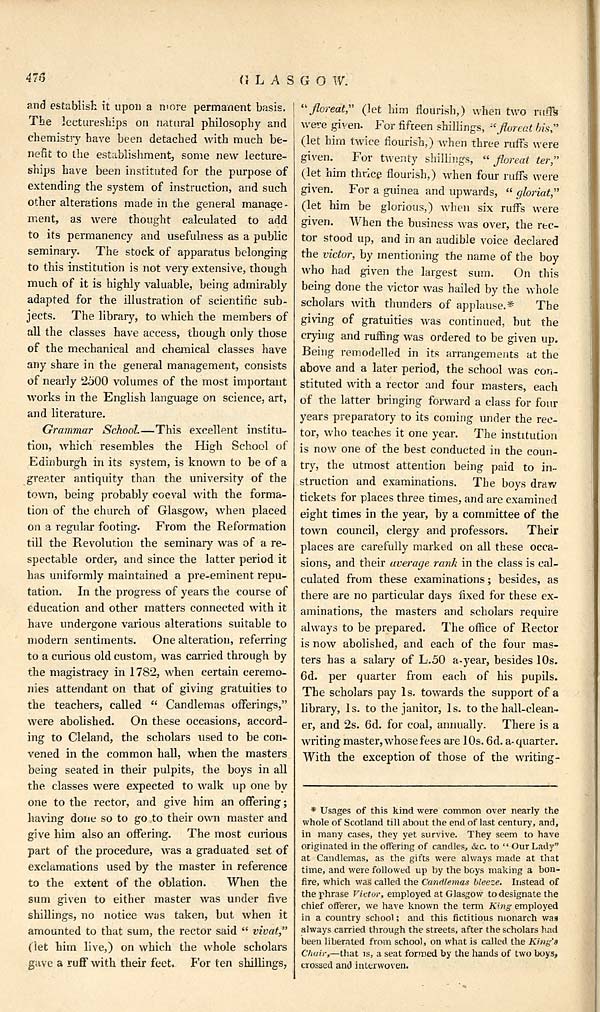 476
GLASGOW.
and establish it upon a more permanent basis.
The lectureships on natural philosophy and
chemistry have been detached with much be-
nefit to the establishment, some new lecture-
ships have been instituted for the purpose of
extending the system of instruction, and such
other alterations made in the general manage-
ment, as were thought calculated to add
to its permanency and usefulness as a public
seminary. The stock of apparatus belonging
to this institution is not very extensive, though
much of it is highly valuable, being admirably
adapted for the illustration of scientific sub-
jects. The library, to which the members of
all the classes have access, though only those
of the mechanical and chemical classes have
any share in the general management, consists
of nearly 2500 volumes of the most important
works in the English language on science, art,
and literature.
Grammar School.—This excellent institu-
tion, which resembles the High School of
Edinburgh in its system, is known to be of a
greater antiquity than the university of the
town, being probably coeval with the forma-
tion of the church of Glasgow, when placed
on a regular footing. From the Reformation
till the Revolution the seminary was of a re-
spectable order, and since the latter period it
has uniformly maintained a pre-eminent repu-
tation. In the progress of years the course of
education and other matters connected with it
have undergone various alterations suitable to
modern sentiments. One alteration, referring
to a curious old custom, was carried through by
the magistracy in 1782, when certain ceremo-
nies attendant on that of giving gratuities to
the teachers, called “ Candlemas offerings,”
were abolished. On these occasions, accord-
ing to Cleland, the scholars used to be con-
vened in the common hall, when the masters
being seated in their pulpits, the boys in all
the classes were expected to walk up one by
one to the rector, and give him an offering;
having done so to go to their own master and
give him also an offering. The most curious
part of the procedure, was a graduated set of
exclamations used by the master in reference
to the extent of the oblation. When the
sum given to either master was under five
shillings, no notice was taken, but when it
amounted to that sum, the rector said “ vivat,”
(let him live,) on which the whole scholars
gave a ruff with their feet. For ten shillings,
“ floreat,” (let him flourish,) when two ruffs
were given. For fifteen shillings, “ floreat bis,”
(let him twice flourish,) when three ruffs were
given. For twenty shillings, “ floreat ter,”
(let him thrice flourish,) when four ruffs were
given. For a guinea and upwards, “ gloriat,”
(let him be glorious,) when six ruffs were
given. When the business was over, the rec-
tor stood up, and in an audible voice declared
the victor, by mentioning the name of the boy
who had given the largest sum. On this
being done the victor was hailed by the whole
scholars with thunders of applause.* The
giving of gratuities was continued, but the
crying and ruffing was ordered to be given up.
Being remodelled in its arrangements at the
above and a later period, the school was con-
stituted with a rector and four masters, each
of the latter bringing forward a class for four
years preparatory to its coming under the rec-
tor, who teaches it one year. The institution
is now one of the best conducted in the coun-
try, the utmost attention being paid to in-
struction and examinations. The boys draw
tickets for places three times, and are examined
eight times in the year, by a committee of the
town council, clergy and professors. Their
places are carefully marked on all these occa-
sions, and their average rank in the class is cal-
culated from these examinations; besides, as
there are no particular days fixed for these ex-
aminations, the masters and scholars require
always to be prepared. The office of Rector
is now abolished, and each of the four mas-
ters has a salary of L.50 a-year, besides 10s.
6d. per quarter from each of his pupils.
The scholars pay 1s. towards the support of a
library, 1s. to the janitor, 1s. to the hall-clean-
er, and 2s. 6d. for coal, annually. There is a
writing master, whose fees are 10s. 6d. a-quarter.
With the exception of those of the writing-
* Usages of this kind were common over nearly the
whole of Scotland till about the end of last century, and,
in many cases, they yet survive. They seem to have
originated in the offering of candles, &c. to “ Our Lady”
at Candlemas, as the gifts were always made at that
time, and were followed up by the boys making a bon-
fire, which was called the Candlemas bleeze. Instead of
the phrase Victor, employed at Glasgow to designate the
chief offerer, we have known the term King employed
in a country school; and this fictitious monarch was
always carried through the streets, after the scholars had
been liberated from school, on what is called the King's
Chair,—that is, a seat formed by the hands of two boys,
crossed and interwoven.